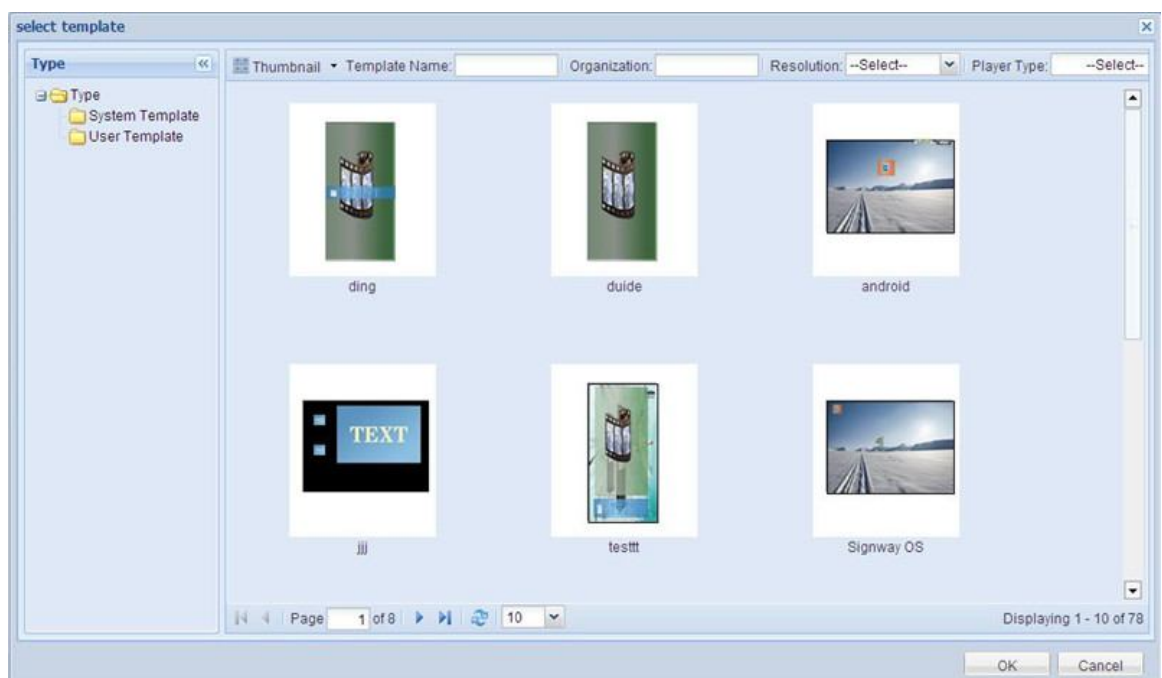 select template
Type
Thumbnail Template Name: Organization: Resolution: --Select-- Player Type: --Select--
Type
System Template
User Template
ding duide android
TEXT
jjj testtt Signway OS
Page 1 of 8 10 Displaying 1 - 10 of 78
OK Cancel